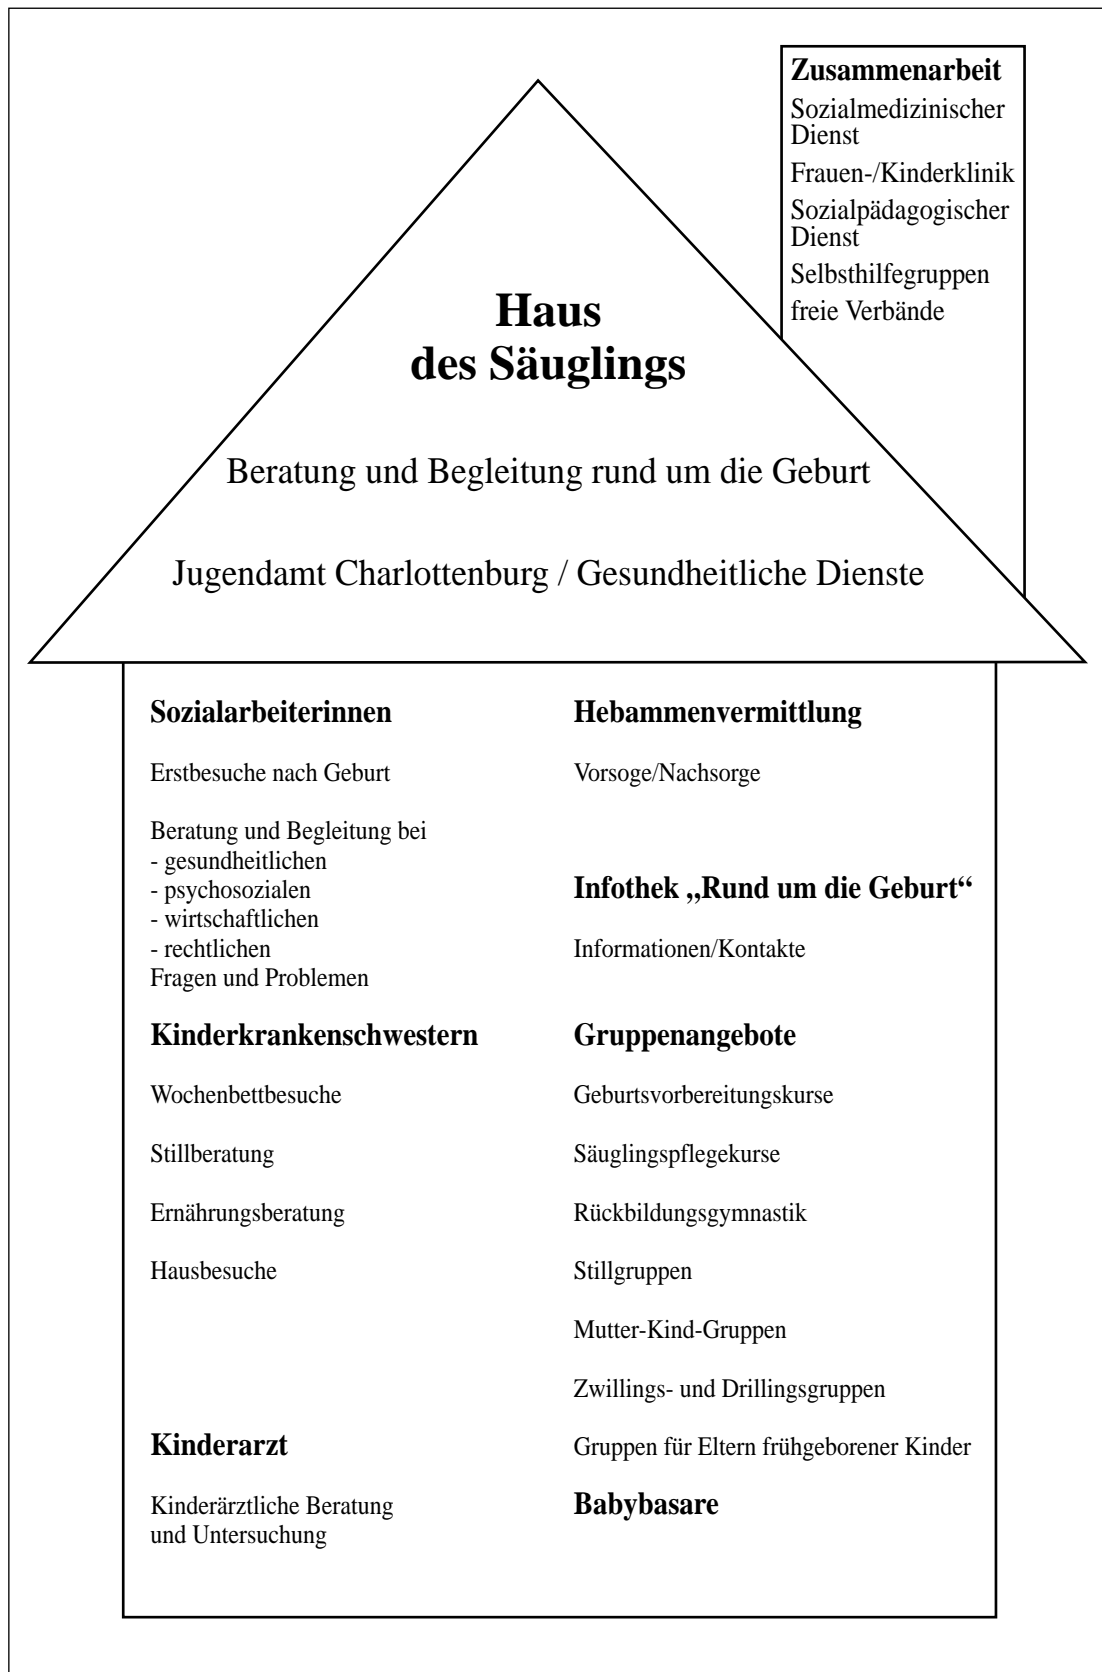 Zusammenarbeit
Sozialmedizinischer
Dienst
Frauen-/Kinderklinik
Sozialpädagogischer
Dienst
Selbsthilfegruppen
freie Verbände
Haus
des Säuglings
Beratung und Begleitung rund um die Geburt
Jugendamt Charlottenburg / Gesundheitliche Dienste
Sozialarbeiterinnen
Erstbesuche nach Geburt
Beratung und Begleitung bei
- gesundheitlichen
- psychosozialen
- wirtschaftlichen
- rechtlichen
Fragen und Problemen
Kinderkrankenschwestern
Wochenbettbesuche
Stillberatung
Ernährungsberatung
Hausbesuche
Kinderarzt
Kinderärztliche Beratung
und Untersuchung
Hebammenvermittlung
Vorsoge/Nachsorge
Infothek „Rund um die Geburt“
Informationen/Kontakte
Gruppenangebote
Geburtsvorbereitungskurse
Säuglingspflegekurse
Rückbildungsgymnastik
Stillgruppen
Mutter-Kind-Gruppen
Zwillings- und Drillingsgruppen
Gruppen für Eltern frühgeborener Kinder
Babybasare